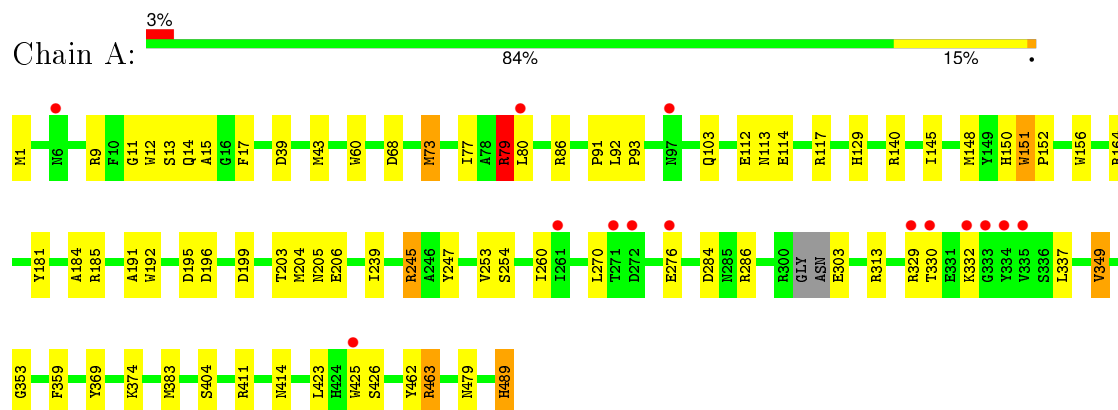 3%
Chain A:
84% 15% •
M1 N6 R9 F10 G11 W12 S13 Q14 A15 G16 F17 D39 M43 W60 D68 M73 I77 A78 R79 L80 R86 P91 L92 P93 N97 Q103 E112 N113 E114 R117 H129 R140 I145 M148 Y149 H150 W151 P152 W156
Y181 A184 R185 A191 W192 D195 D196 D199 T203 M204 N205 E206 I239 R245 A246 Y247 V253 S254 I260 I261 L270 T271 D272 E276 D284 N285 R286 R300 GLY ASN E303 R313 R329 T330 E331 K332 G333 Y334 V335 S336 L337 V349
G353 F359 Y369 K374 M383 S404 R411 N414 L423 H424 W425 S426 Y462 R463 N479 H489